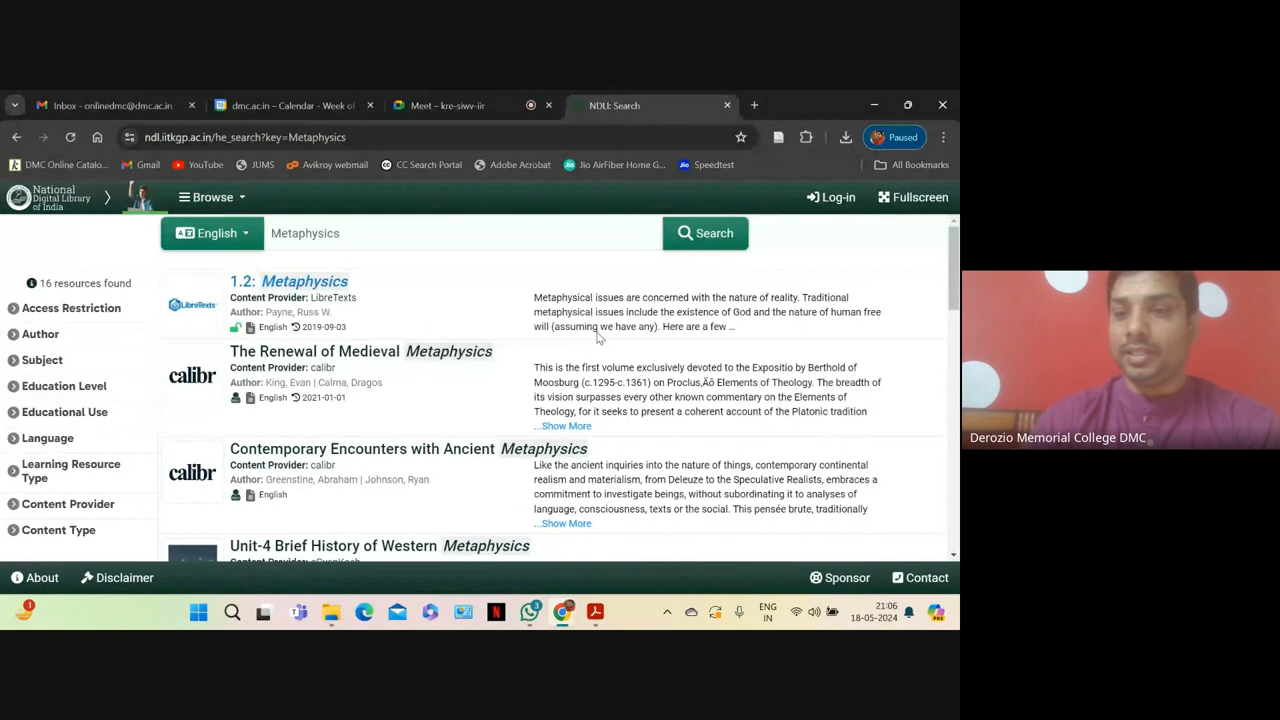 Inbox - onlinedmc@dmc.ac.in
dmc.ac.in – Calendar - Week of
Meet – kre-siwv-iir
NDLI: Search
ndl.iitkgp.ac.in/he_search?key=Metaphysics
Paused
DMC Online Catalo...
Gmail
YouTube
JUMS
Avikroy webmail
CC Search Portal
Adobe Acrobat
Jio AirFiber Home G...
Speedtest
All Bookmarks
National
Digital Library
of India
Browse
Log-in
Fullscreen
English
Metaphysics
Search
16 resources found
Access Restriction
Author
Subject
Education Level
Educational Use
Language
Learning Resource
Type
Content Provider
Content Type
LibreTexts
1.2: Metaphysics
Content Provider: LibreTexts
Author: Payne, Russ W.
English 2019-09-03
Metaphysical issues are concerned with the nature of reality. Traditional
metaphysical issues include the existence of God and the nature of human free
will (assuming we have any). Here are a few ...
calibr
The Renewal of Medieval Metaphysics
Content Provider: calibr
Author: King, Evan | Calma, Dragos
English 2021-01-01
This is the first volume exclusively devoted to the Expositio by Berthold of
Moosburg (c.1295-c.1361) on Proclus‚Äô Elements of Theology. The breadth of
its vision surpasses every other known commentary on the Elements of
Theology, for it seeks to present a coherent account of the Platonic tradition
...Show More
calibr
Contemporary Encounters with Ancient Metaphysics
Content Provider: calibr
Author: Greenstine, Abraham | Johnson, Ryan
English
Like the ancient inquiries into the nature of things, contemporary continental
realism and materialism, from Deleuze to the Speculative Realists, embraces a
commitment to investigate beings, without subordinating it to analyses of
language, consciousness, texts or the social. This pensée brute, traditionally
...Show More
Unit-4 Brief History of Western Metaphysics
About
Disclaimer
Sponsor
Contact
1
3
ENG
IN
21:06
18-05-2024
Derozio Memorial College DMC